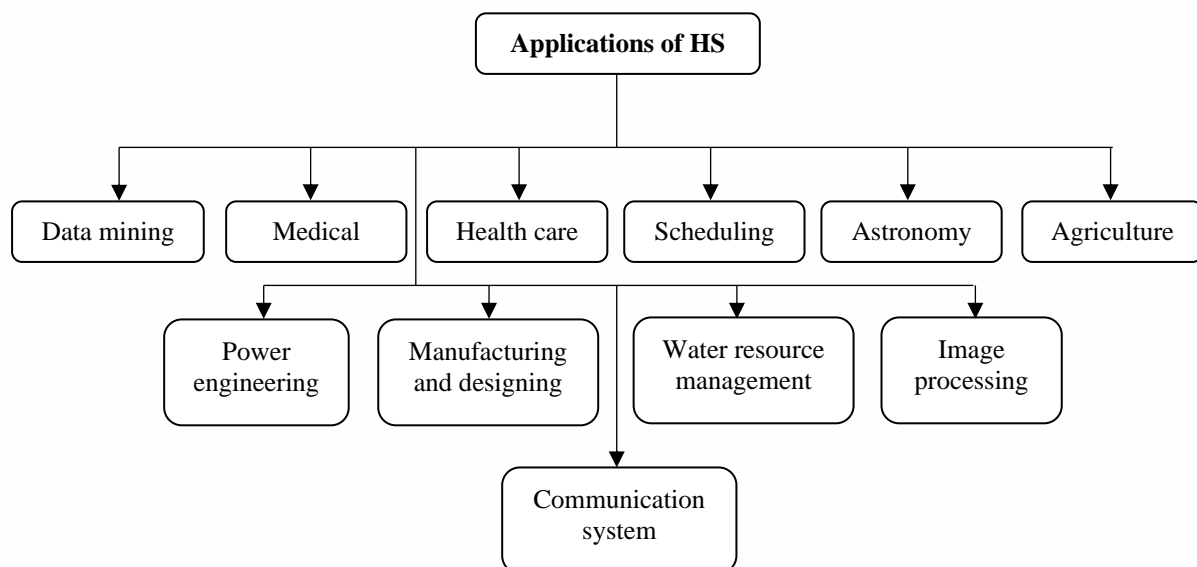 Applications of HS
Data mining
Medical
Health care
Scheduling
Astronomy
Agriculture
Power
engineering
Manufacturing
and designing
Water resource
management
Image
processing
Communication
system